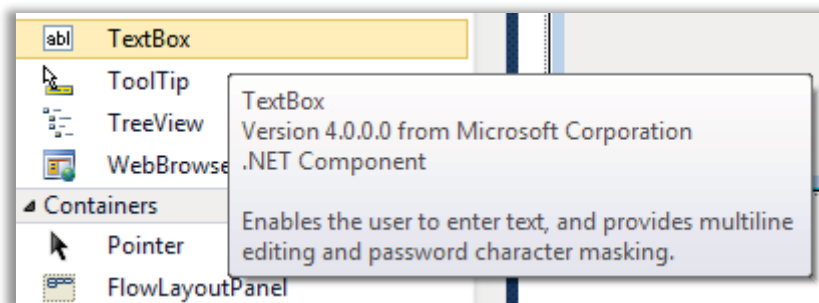 abl TextBox
ToolTip
TreeView
WebBrowse
TextBox
Version 4.0.0.0 from Microsoft Corporation
.NET Component
Enables the user to enter text, and provides multiline
editing and password character masking.
Containers
Pointer
FlowLayoutPanel